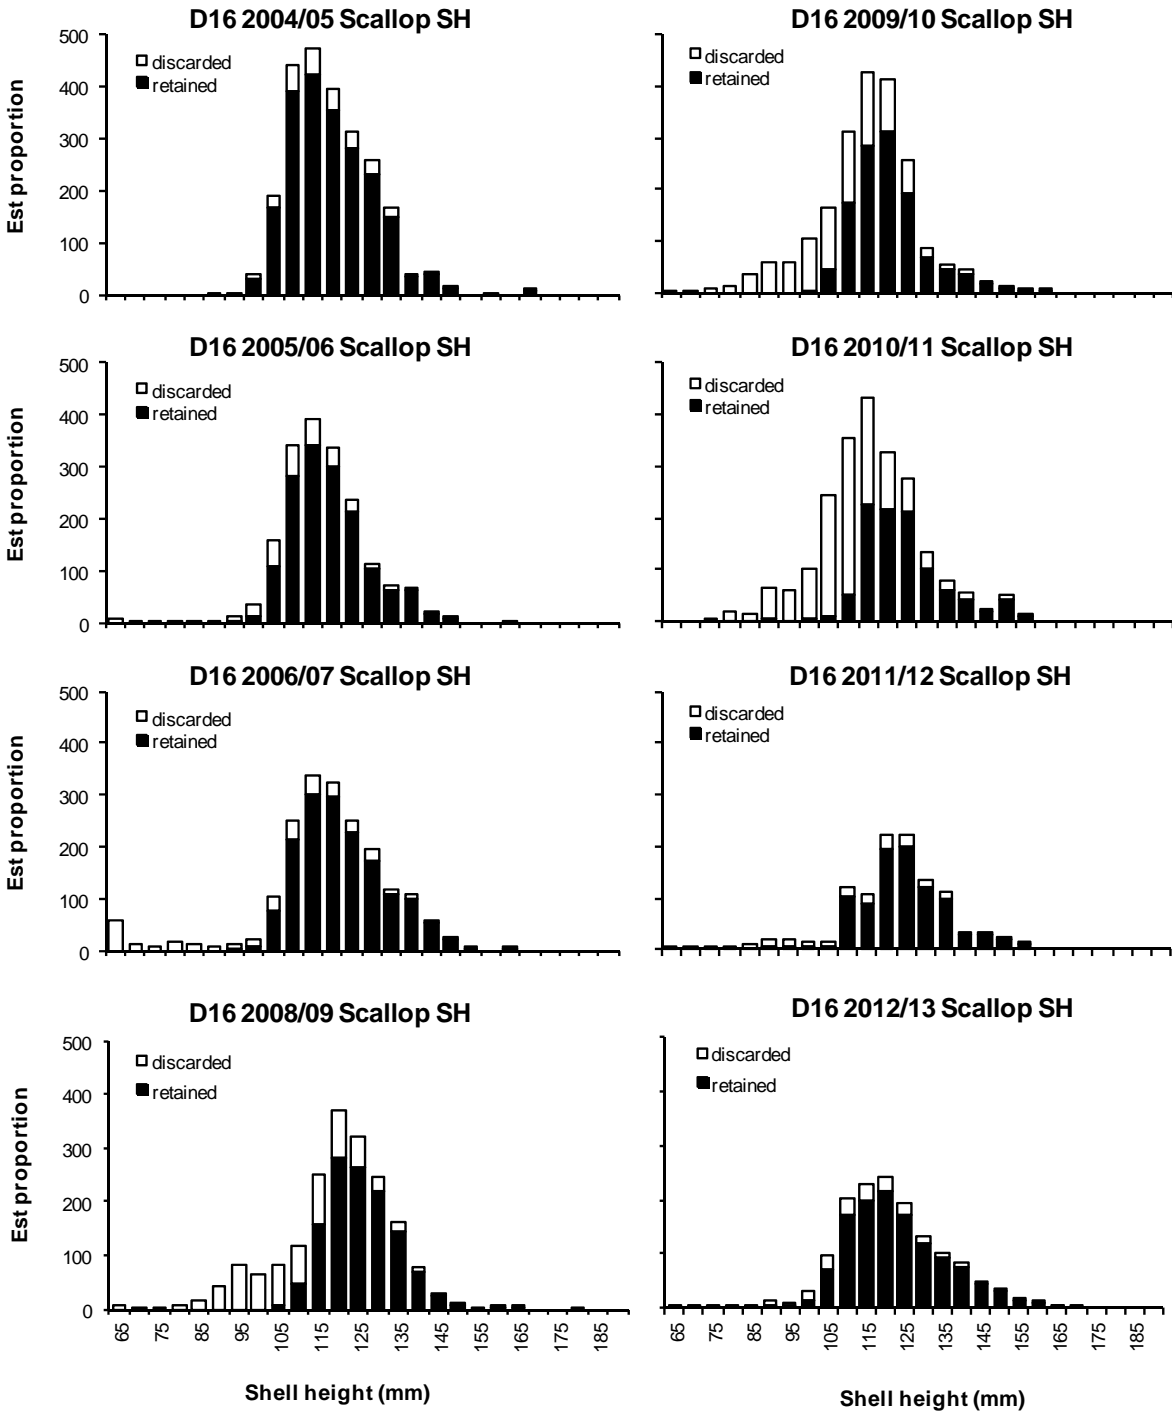 D16 2004/05 Scallop SH
Est proportion
500
400
300
200
100
0
discarded
retained
D16 2009/10 Scallop SH
discarded
retained
D16 2005/06 Scallop SH
Est proportion
500
400
300
200
100
0
discarded
retained
D16 2010/11 Scallop SH
discarded
retained
D16 2006/07 Scallop SH
Est proportion
500
400
300
200
100
0
discarded
retained
D16 2011/12 Scallop SH
discarded
retained
D16 2008/09 Scallop SH
Est proportion
500
400
300
200
100
0
discarded
retained
65 75 85 95 105 115 125 135 145 155 165 175 185
Shell height (mm)
D16 2012/13 Scallop SH
discarded
retained
65 75 85 95 105 115 125 135 145 155 165 175 185
Shell height (mm)